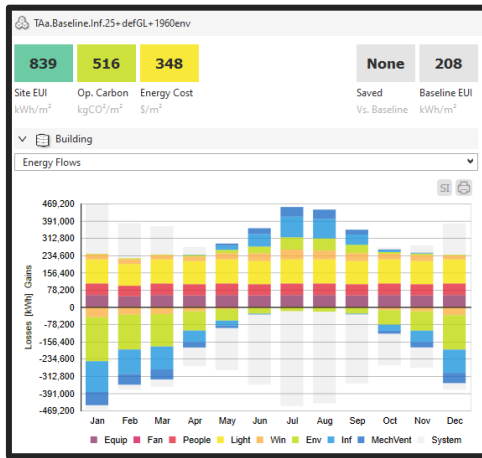 TAa.Baseline.Inf.25+defGL+1960env
839 516 348 None 208
Site EUI Op. Carbon Energy Cost Saved Baseline EUI
kWh/m² kgCO²/m² $/m² Vs. Baseline kWh/m²
Building
Energy Flows
SI
469,200
391,000
312,800
234,600
156,400
78,200
0
-78,200
-156,400
-234,600
-312,800
-391,000
-469,200
Losses [kWh] Gains
Jan Feb Mar Apr May Jun Jul Aug Sep Oct Nov Dec
Equip Fan People Light Win Env Inf MechVent System